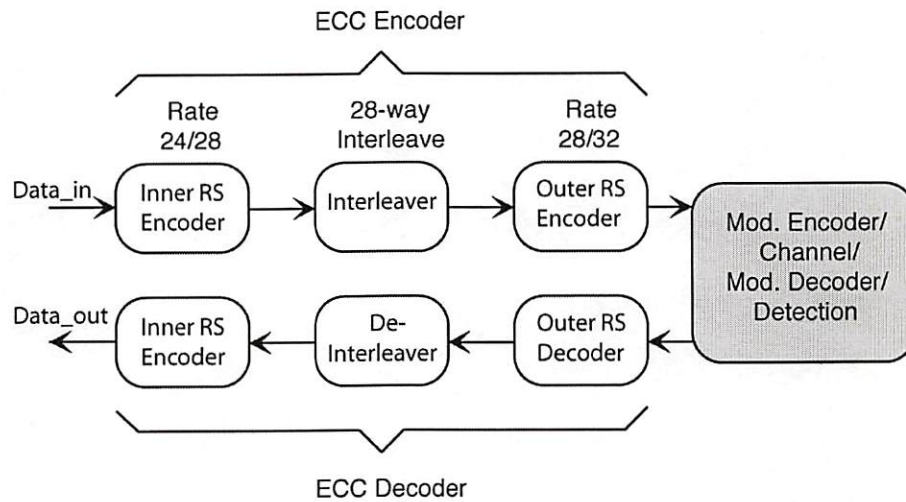 ECC Encoder
Rate
24/28
28-way
Interleave
Rate
28/32
Data_in
Inner RS
Encoder
Interleaver
Outer RS
Encoder
Mod. Encoder/
Channel/
Mod. Decoder/
Detection
Data_out
Inner RS
Encoder
De-
Interleaver
Outer RS
Decoder
ECC Decoder